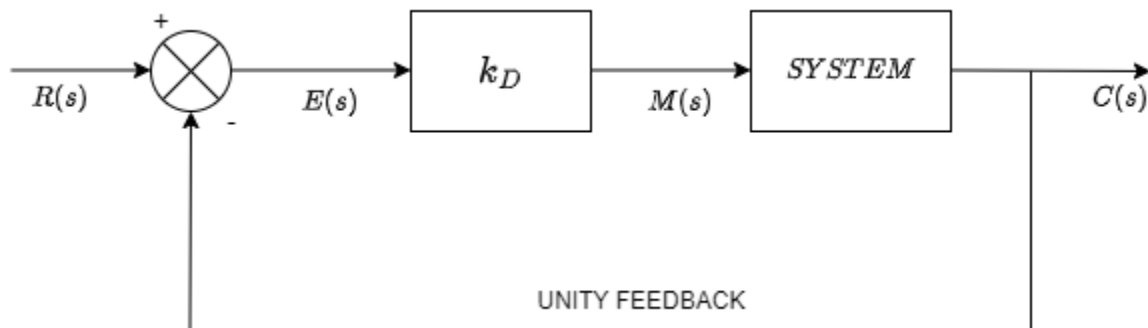 +
k_D
SYSTEM
R(s)
E(s)
M(s)
C(s)
-
UNITY FEEDBACK